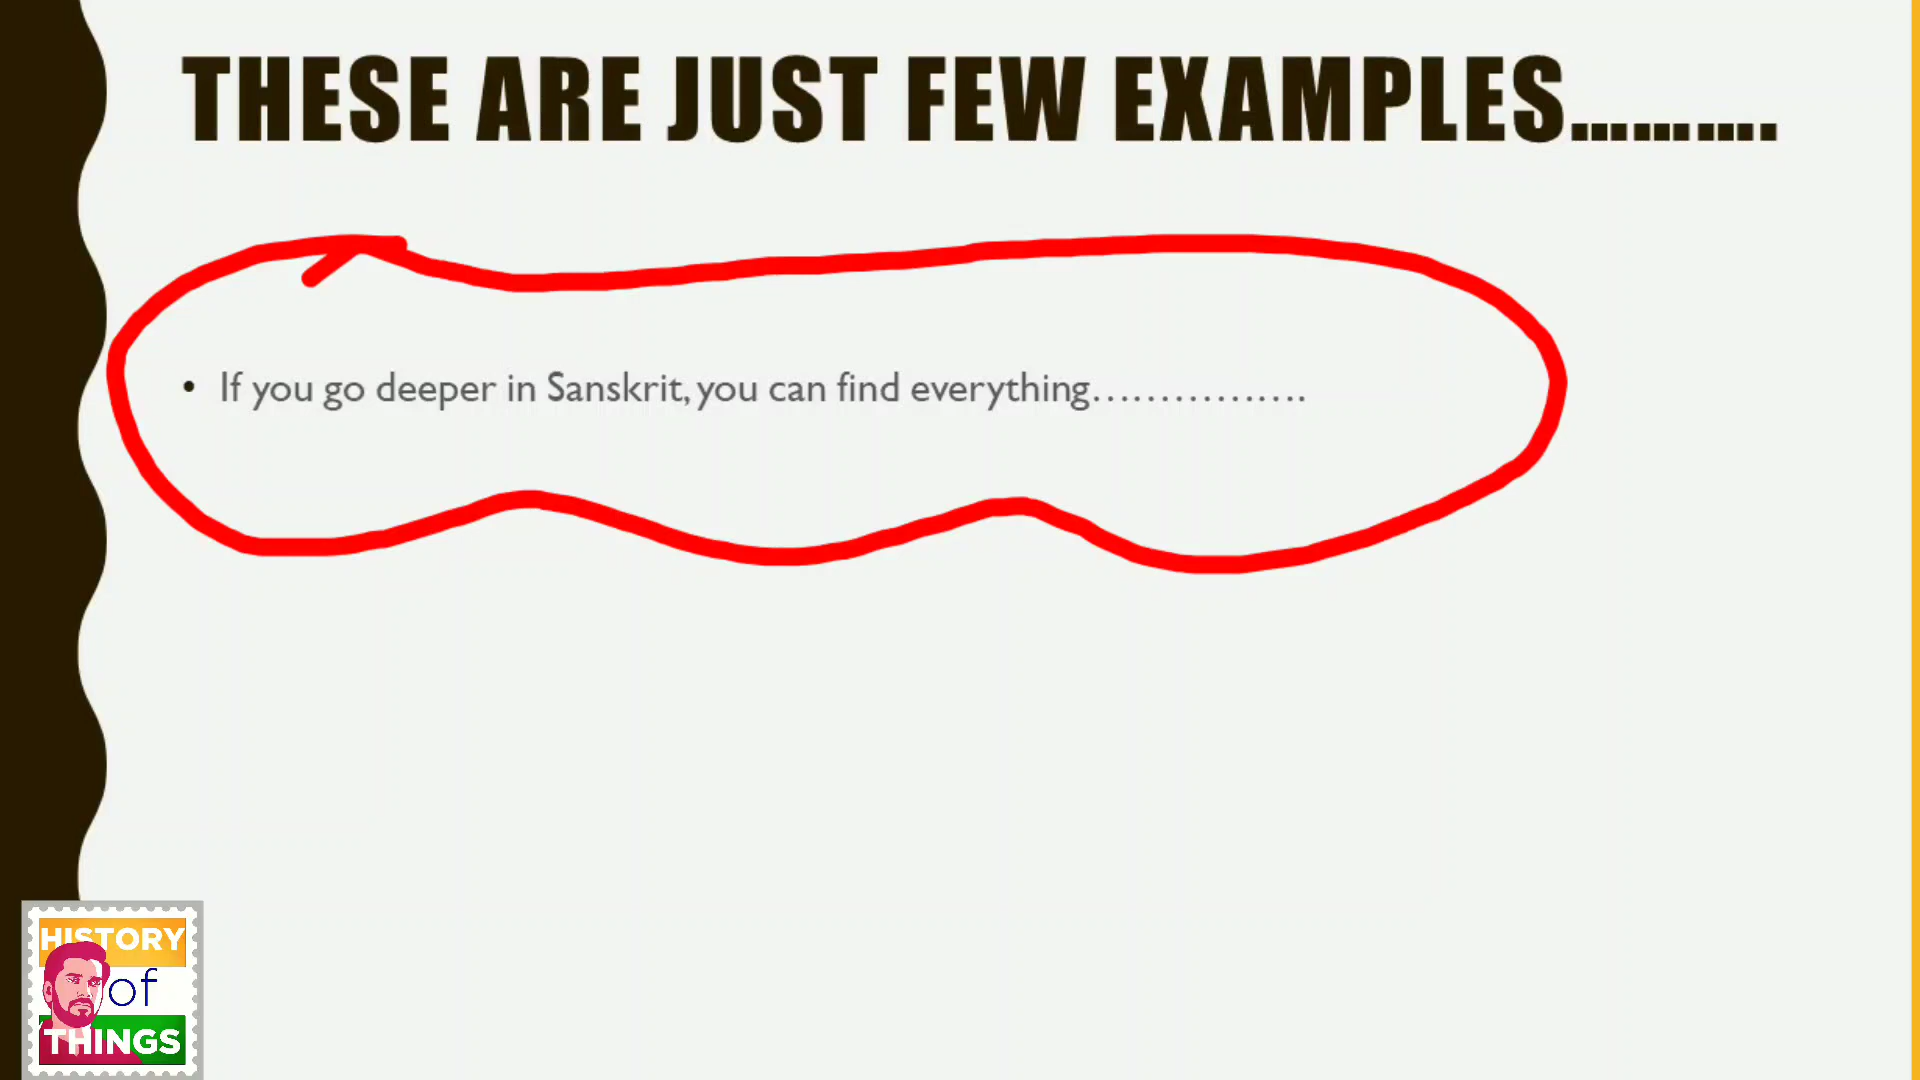 THESE ARE JUST FEW EXAMPLES……….
• If you go deeper in Sanskrit, you can find everything…………….
HISTORY
of
THINGS